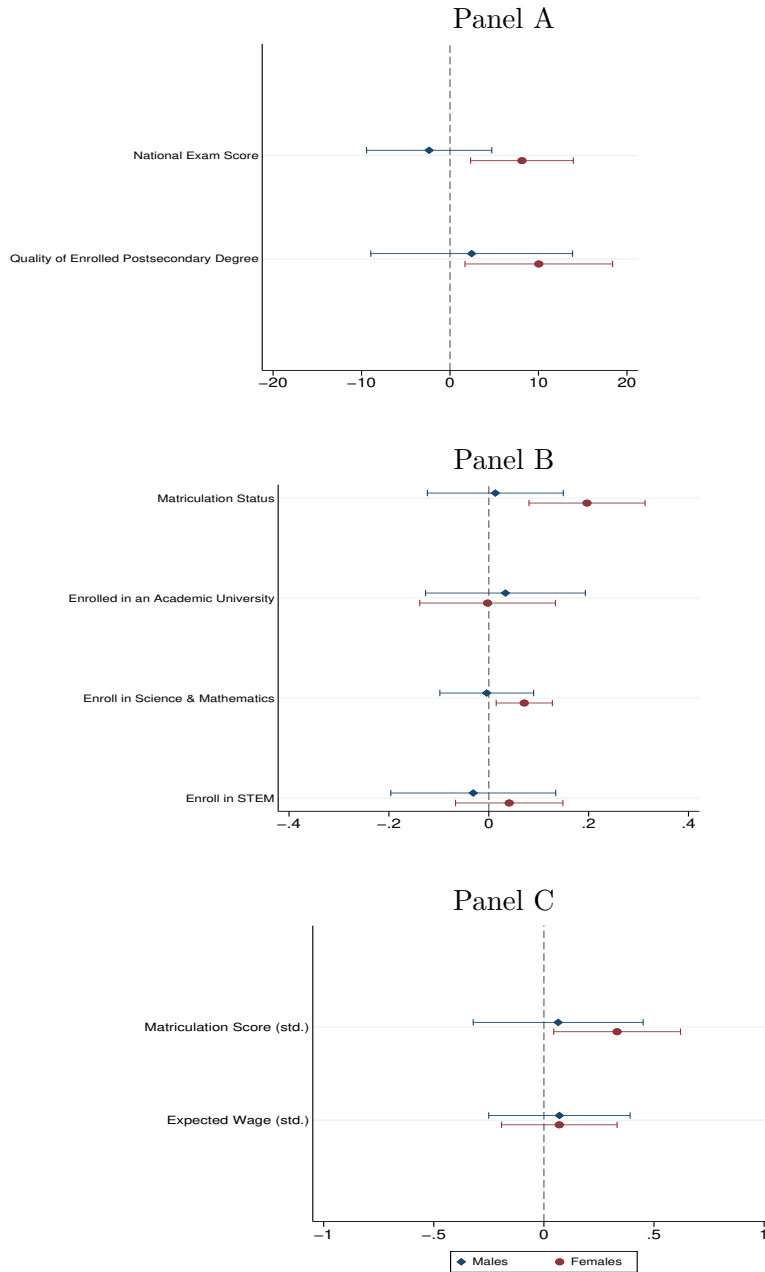 Panel A
National Exam Score
Quality of Enrolled Postsecondary Degree
−20 −10 0 10 20
Panel B
Matriculation Status
Enrolled in an Academic University
Enroll in Science & Mathematics
Enroll in STEM
−.4 −.2 0 .2 .4
Panel C
Matriculation Score (std.)
Expected Wage (std.)
−1 −.5 0 .5 1
Males Females